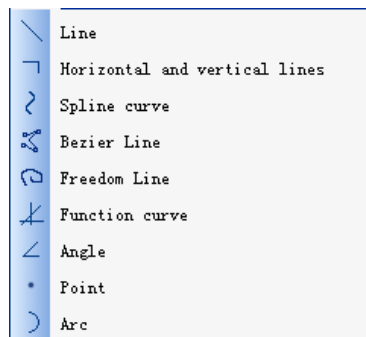 Line
Horizontal and vertical lines
Spline curve
Bezier Line
Freedom Line
Function curve
Angle
Point
Arc